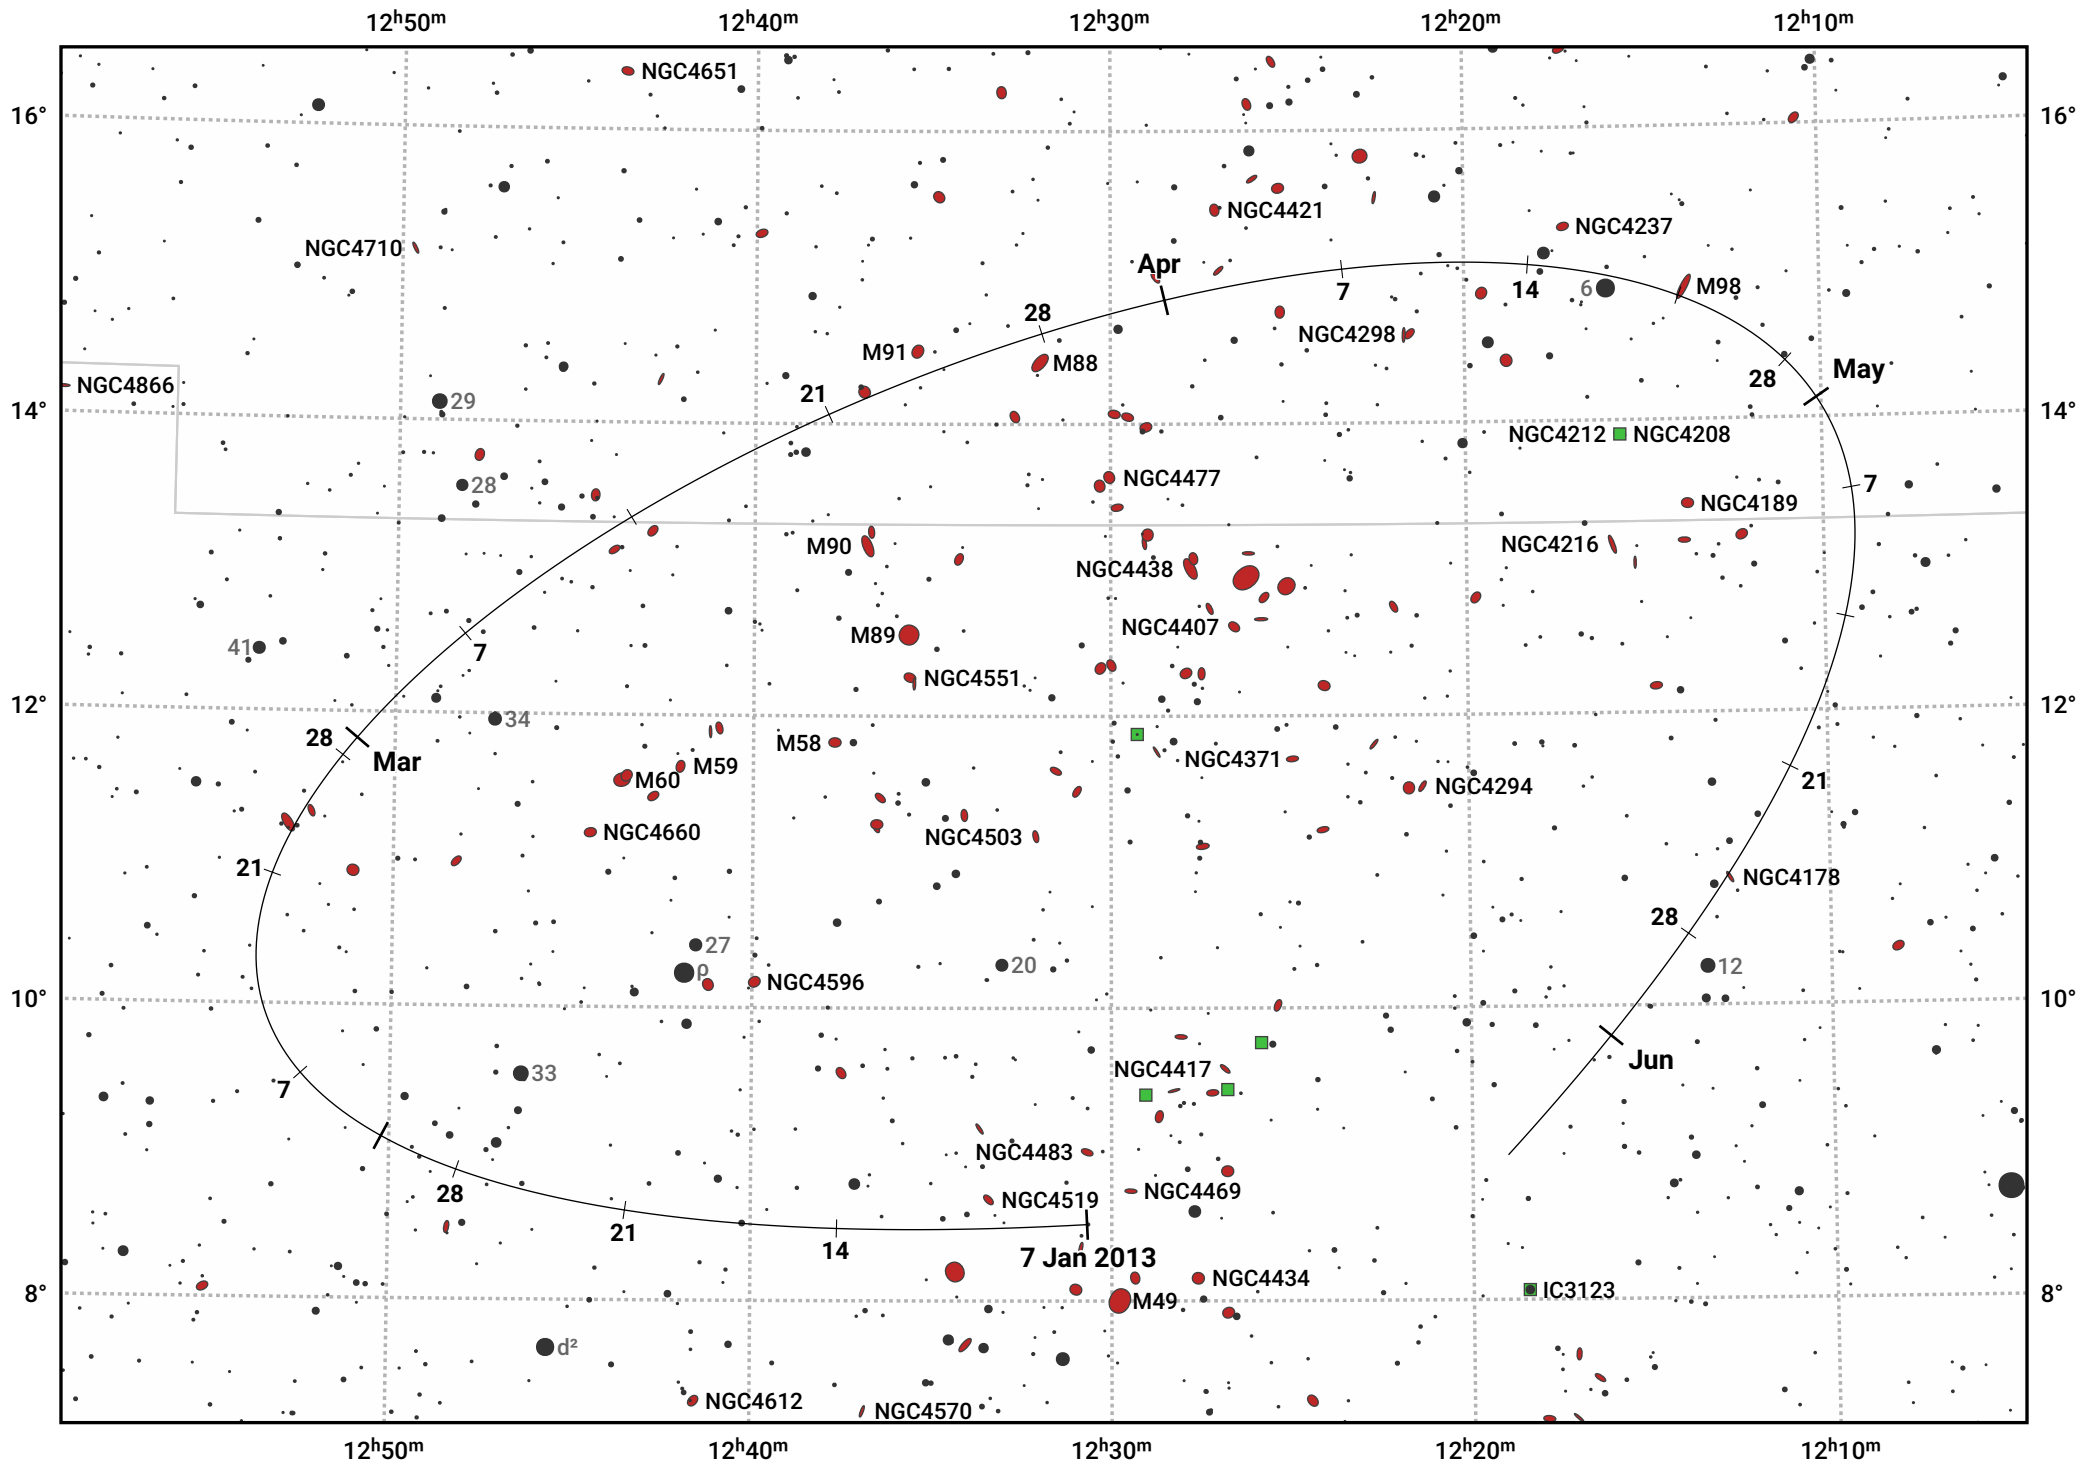 12ʰ50ᵐ 12ʰ40ᵐ 12ʰ30ᵐ 12ʰ20ᵐ 12ʰ10ᵐ
NGC4651
16° 16°
NGC4421
NGC4237
NGC4710
Apr
7
14
6
M98
28
NGC4298
M91
M88
May
28
NGC4866
21
29
14° 14°
NGC4212
NGC4208
NGC4477
28
7
NGC4189
M90
NGC4216
NGC4438
NGC4407
M89
41
7
NGC4551
12° 12°
34
28
M58
Mar
NGC4371
M59
M60
21
NGC4294
NGC4660
NGC4503
21
NGC4178
28
27
20
12
ρ
NGC4596
10° 10°
Jun
NGC4417
33
7
NGC4483
28
NGC4469
NGC4519
21
14
7 Jan 2013
NGC4434
8° 8°
IC3123
M49
d²
NGC4612
NGC4570
12ʰ50ᵐ 12ʰ40ᵐ 12ʰ30ᵐ 12ʰ20ᵐ 12ʰ10ᵐ